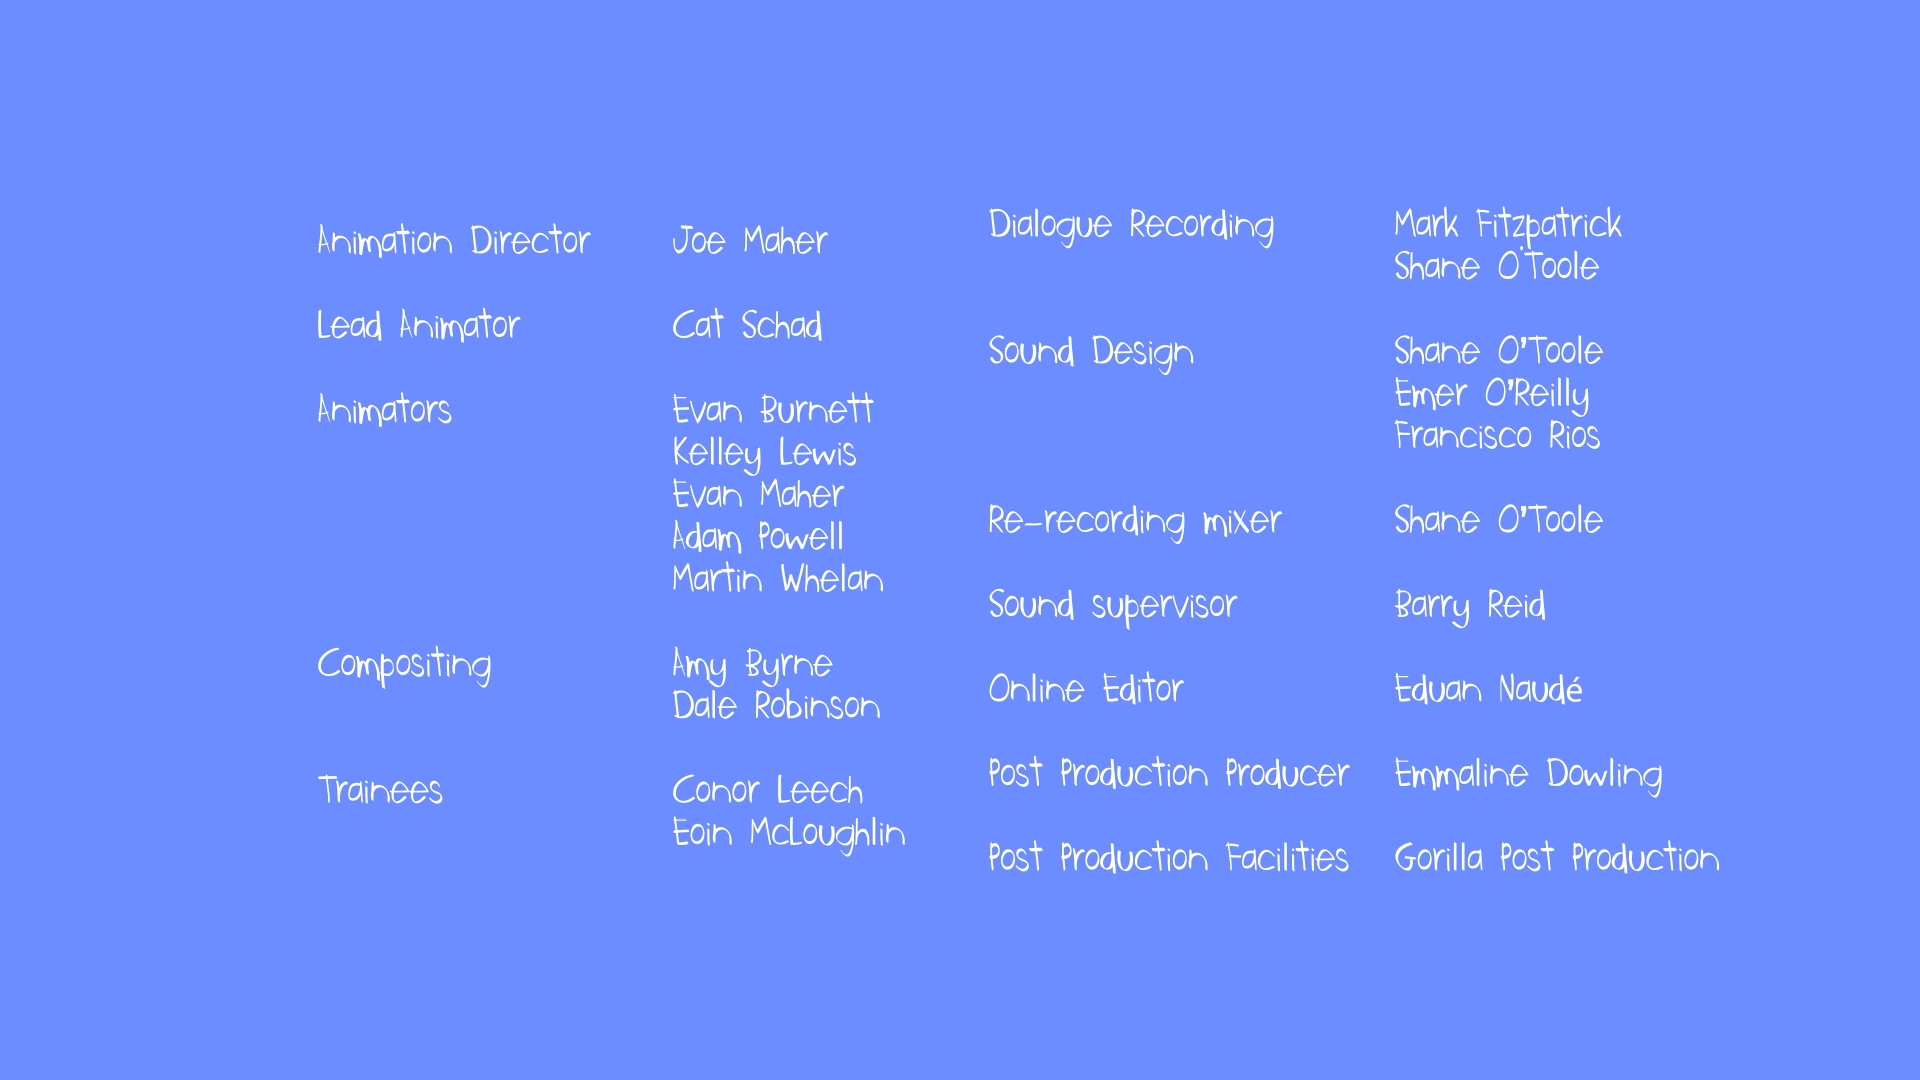 Animation Director Joe Maher
Lead Animator Cat Schad
Animators Evan Burnett
Kelley Lewis
Evan Maher
Adam Powell
Martin Whelan
Compositing Amy Byrne
Dale Robinson
Trainees Conor Leech
Eoin McLoughlin
Dialogue Recording Mark Fitzpatrick
Shane O'Toole
Sound Design Shane O'Toole
Emer O'Reilly
Francisco Rios
Re-recording mixer Shane O'Toole
Sound supervisor Barry Reid
Online Editor Eduan Naudé
Post Production Producer Emmaline Dowling
Post Production Facilities Gorilla Post Production